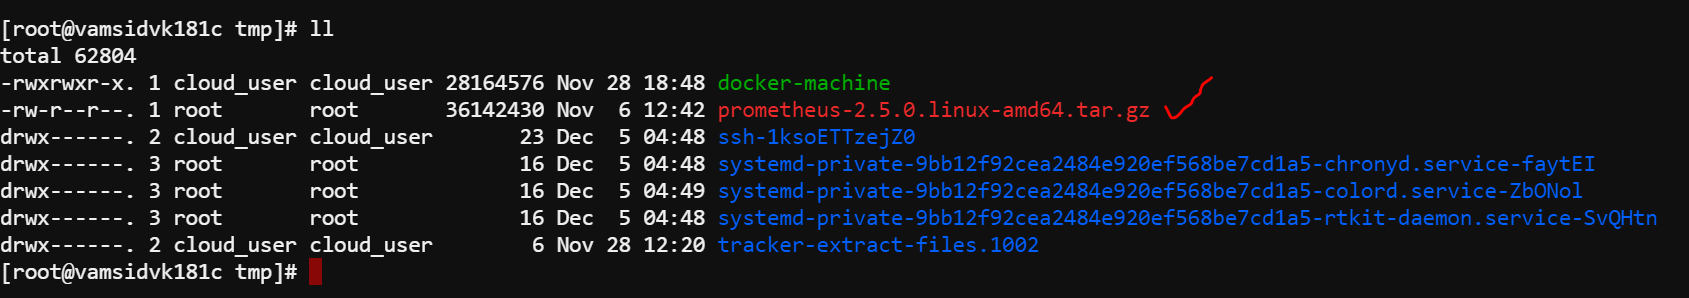 [root@vamsidvk181c tmp]# ll
total 62804
-rwxrwxr-x. 1 cloud_user cloud_user 28164576 Nov 28 18:48 docker-machine
-rw-r--r--. 1 root       root       36142430 Nov  6 12:42 prometheus-2.5.0.linux-amd64.tar.gz
drwx------. 2 cloud_user cloud_user       23 Dec  5 04:48 ssh-1ksoETTzejZ0
drwx------. 3 root       root             16 Dec  5 04:48 systemd-private-9bb12f92cea2484e920ef568be7cd1a5-chronyd.service-faytEI
drwx------. 3 root       root             16 Dec  5 04:49 systemd-private-9bb12f92cea2484e920ef568be7cd1a5-colord.service-ZbONol
drwx------. 3 root       root             16 Dec  5 04:48 systemd-private-9bb12f92cea2484e920ef568be7cd1a5-rtkit-daemon.service-SvQHtn
drwx------. 2 cloud_user cloud_user        6 Nov 28 12:20 tracker-extract-files.1002
[root@vamsidvk181c tmp]#